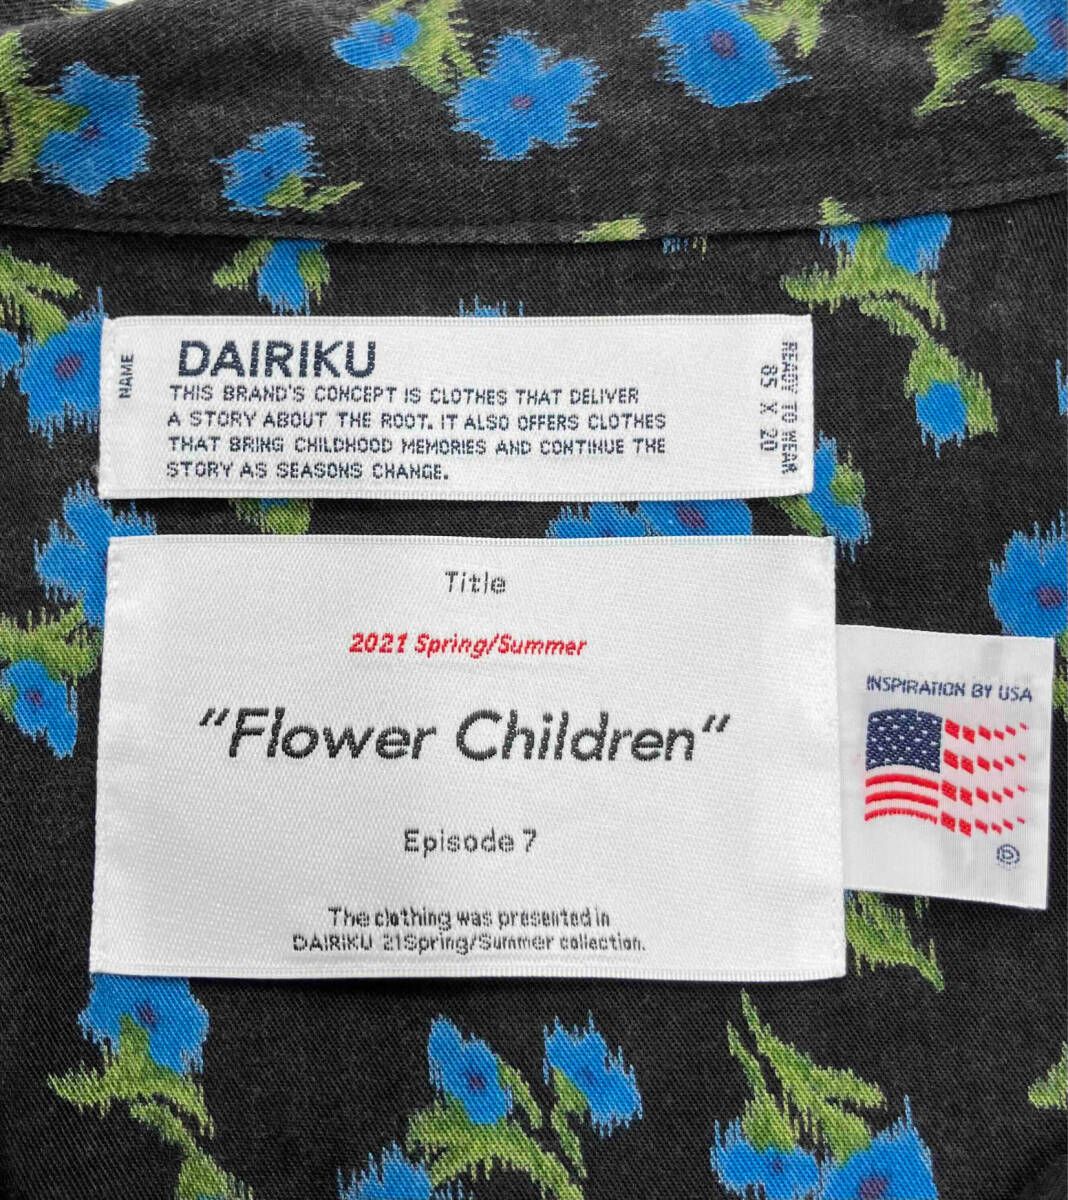 NAME
DAIRIKU
THIS BRAND'S CONCEPT IS CLOTHES THAT DELIVER
A STORY ABOUT THE ROOT. IT ALSO OFFERS CLOTHES
THAT BRING CHILDHOOD MEMORIES AND CONTINUE THE
STORY AS SEASONS CHANGE.
READY TO WEAR
85 X 20
Title
2021 Spring/Summer
"Flower Children"
Episode 7
The clothing was presented in
DAIRIKU 21Spring/Summer collection.
INSPIRATION BY USA